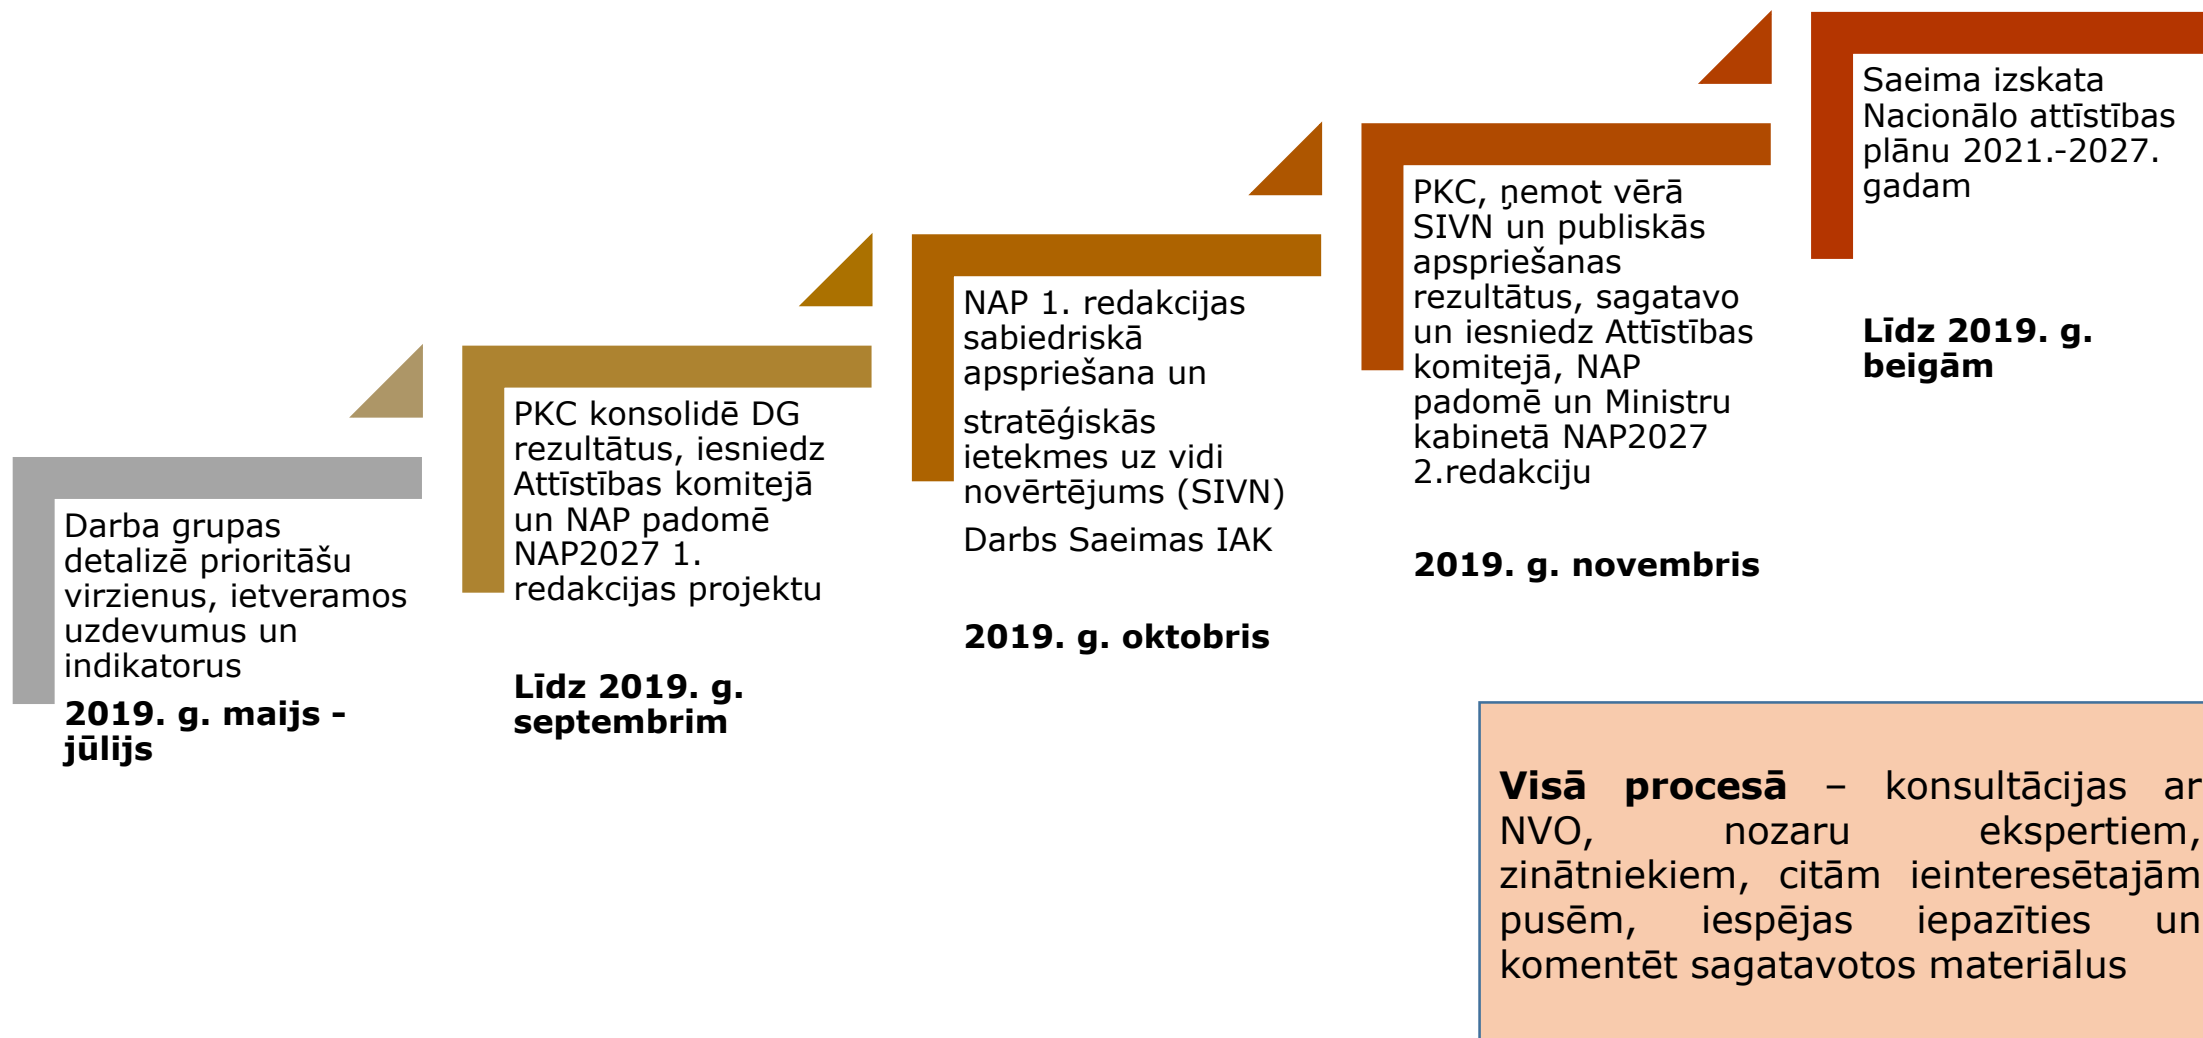 Darba grupas
detalizē prioritāšu
virzienus, ietveramos
uzdevumus un
indikatorus
2019. g. maijs -
jūlijs
PKC konsolidē DG
rezultātus, iesniedz
Attīstības komitejā
un NAP padomē
NAP2027 1.
redakcijas projektu
Līdz 2019. g.
septembrim
NAP 1. redakcijas
sabiedriskā
apspriešana un
stratēģiskās
ietekmes uz vidi
novērtējums (SIVN)
Darbs Saeimas IAK
2019. g. oktobris
PKC, ņemot vērā
SIVN un publiskās
apspriešanas
rezultātus, sagatavo
un iesniedz Attīstības
komitejā, NAP
padomē un Ministru
kabinetā NAP2027
2.redakciju
2019. g. novembris
Saeima izskata
Nacionālo attīstības
plānu 2021.-2027.
gadam
Līdz 2019. g.
beigām
Visā procesā – konsultācijas ar
NVO, nozaru ekspertiem,
zinātniekiem, citām ieinteresētajām
pusēm, iespējas iepazīties un
komentēt sagatavotos materiālus